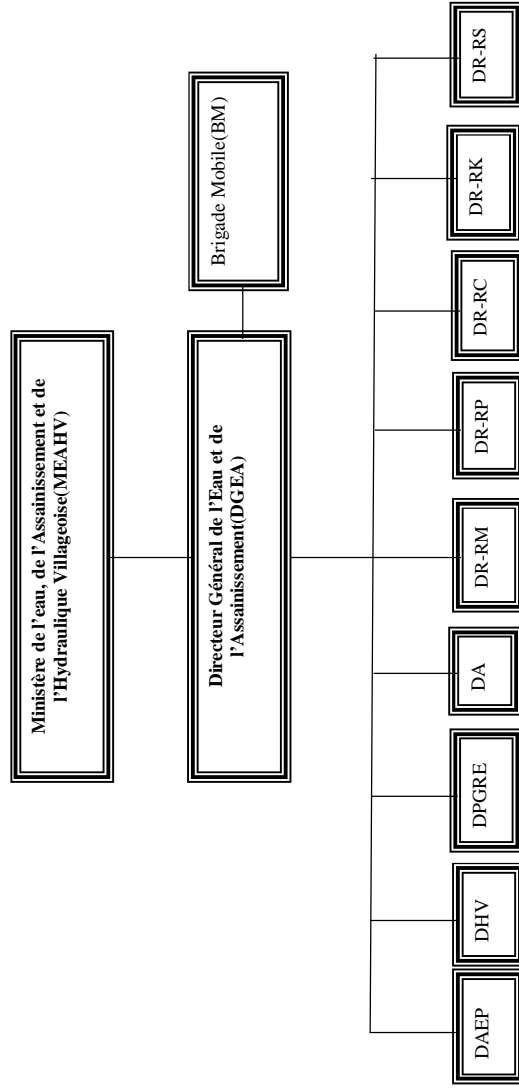 Ministère de l'eau, de l'Assainissement et de
l'Hydraulique Villageoise(MEAHV)
Directeur Général de l'Eau et de
l'Assainissement(DGEA)
Brigade Mobile(BM)
DAEP
DHV
DPGRE
DA
DR-RM
DR-RP
DR-RC
DR-RK
DR-RS